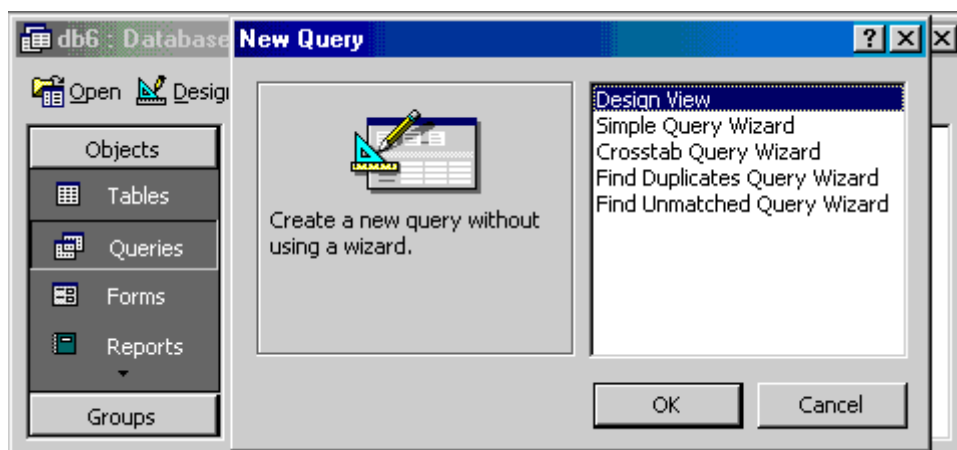 db6 : Database
Open Design
Objects
Tables
Queries
Forms
Reports
Groups
New Query
Create a new query without
using a wizard.
Design View
Simple Query Wizard
Crosstab Query Wizard
Find Duplicates Query Wizard
Find Unmatched Query Wizard
OK
Cancel